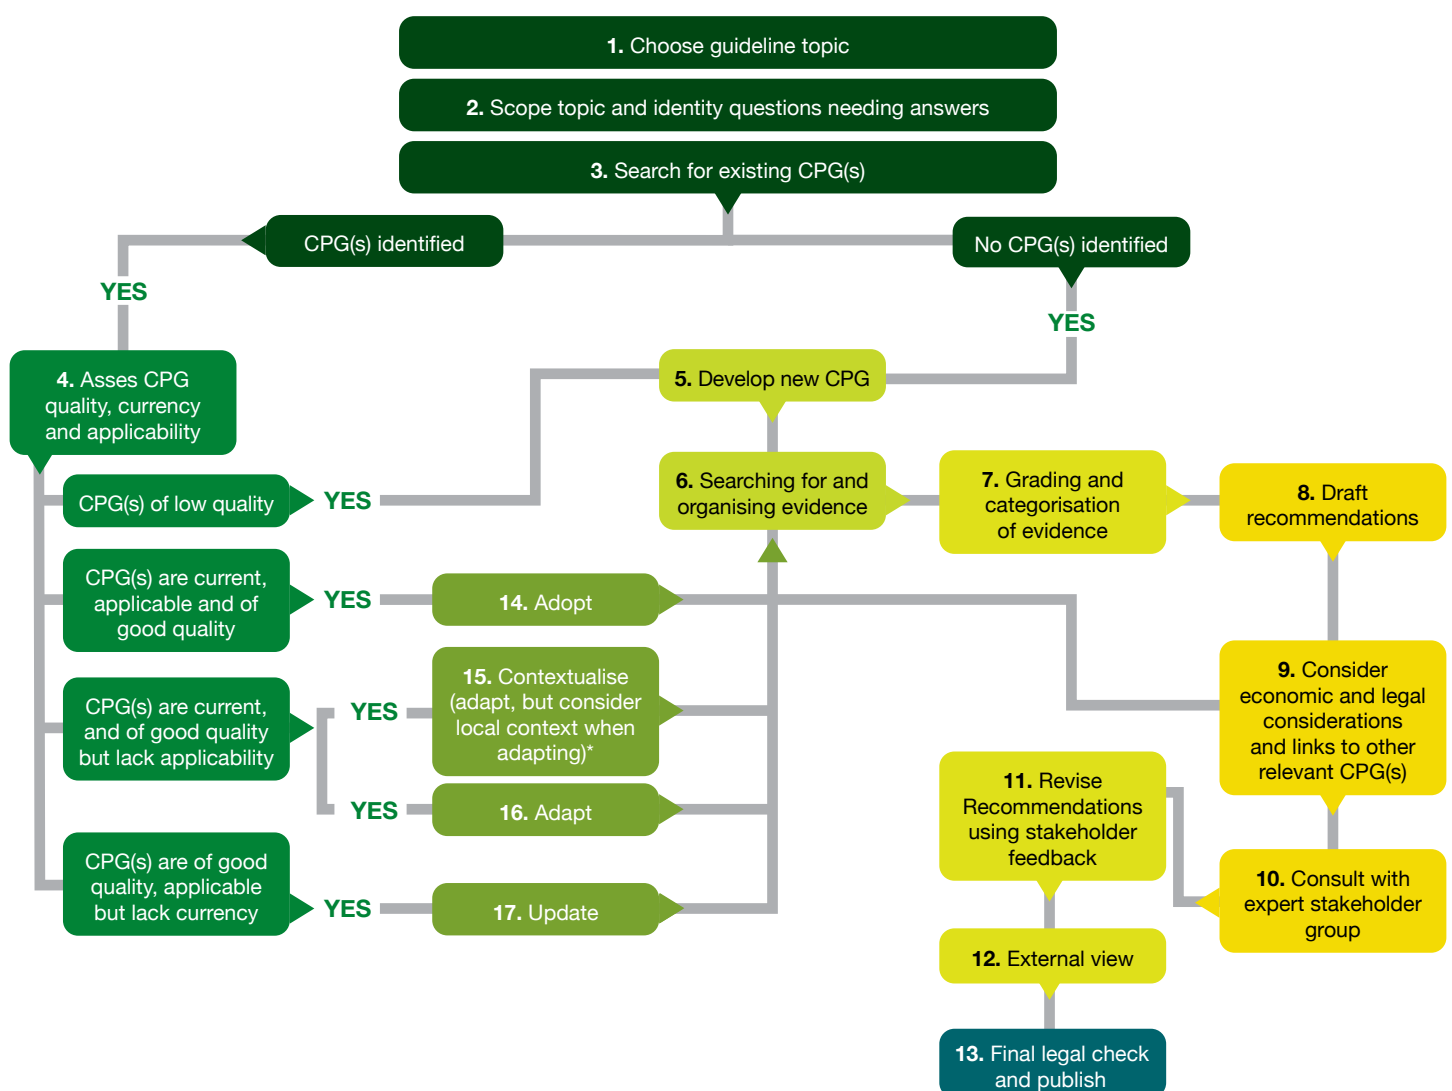 1. Choose guideline topic
2. Scope topic and identity questions needing answers
3. Search for existing CPG(s)
CPG(s) identified
No CPG(s) identified
YES
YES
4. Asses CPG
quality, currency
and applicability
5. Develop new CPG
CPG(s) of low quality
YES
6. Searching for and
organising evidence
7. Grading and
categorisation
of evidence
8. Draft
recommendations
CPG(s) are current,
applicable and of
good quality
YES
14. Adopt
CPG(s) are current,
and of good quality
but lack applicability
YES
15. Contextualise
(adapt, but consider
local context when
adapting)*
YES
16. Adapt
9. Consider
economic and legal
considerations
and links to other
relevant CPG(s)
11. Revise
Recommendations
using stakeholder
feedback
10. Consult with
expert stakeholder
group
CPG(s) are of good
quality, applicable
but lack currency
YES
17. Update
12. External view
13. Final legal check
and publish